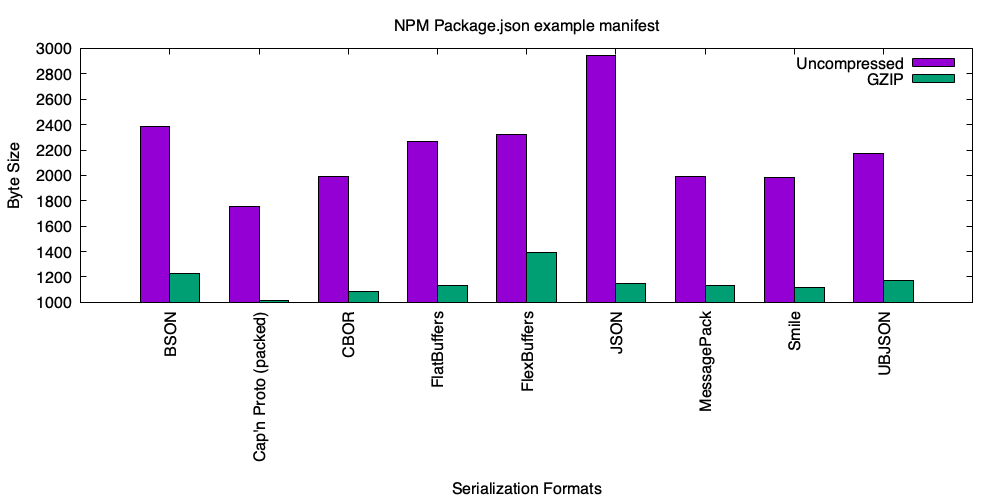 NPM Package.json example manifest
Uncompressed
GZIP
3000
2800
2600
2400
2200
2000
1800
1600
1400
1200
1000
Byte Size
BSON
Cap'n Proto (packed)
CBOR
FlatBuffers
FlexBuffers
JSON
MessagePack
Smile
UBJSON
Serialization Formats